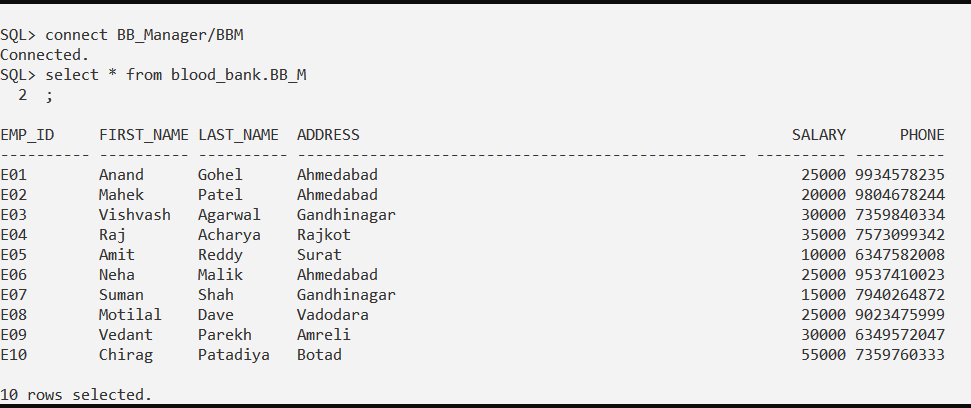 SQL> connect BB_Manager/BBM
Connected.
SQL> select * from blood_bank.BB_M
  2  ;
EMP_ID     FIRST_NAME LAST_NAME  ADDRESS                                                SALARY      PHONE
---------- ---------- ---------- -------------------------------------------------- ---------- ----------
E01        Anand      Gohel      Ahmedabad                                               25000 9934578235
E02        Mahek      Patel      Ahmedabad                                               20000 9804678244
E03        Vishvash   Agarwal    Gandhinagar                                             30000 7359840334
E04        Raj        Acharya    Rajkot                                                  35000 7573099342
E05        Amit       Reddy      Surat                                                   10000 6347582008
E06        Neha       Malik      Ahmedabad                                               25000 9537410023
E07        Suman      Shah       Gandhinagar                                             15000 7940264872
E08        Motilal    Dave       Vadodara                                                25000 9023475999
E09        Vedant     Parekh     Amreli                                                  30000 6349572047
E10        Chirag     Patadiya   Botad                                                   55000 7359760333
10 rows selected.